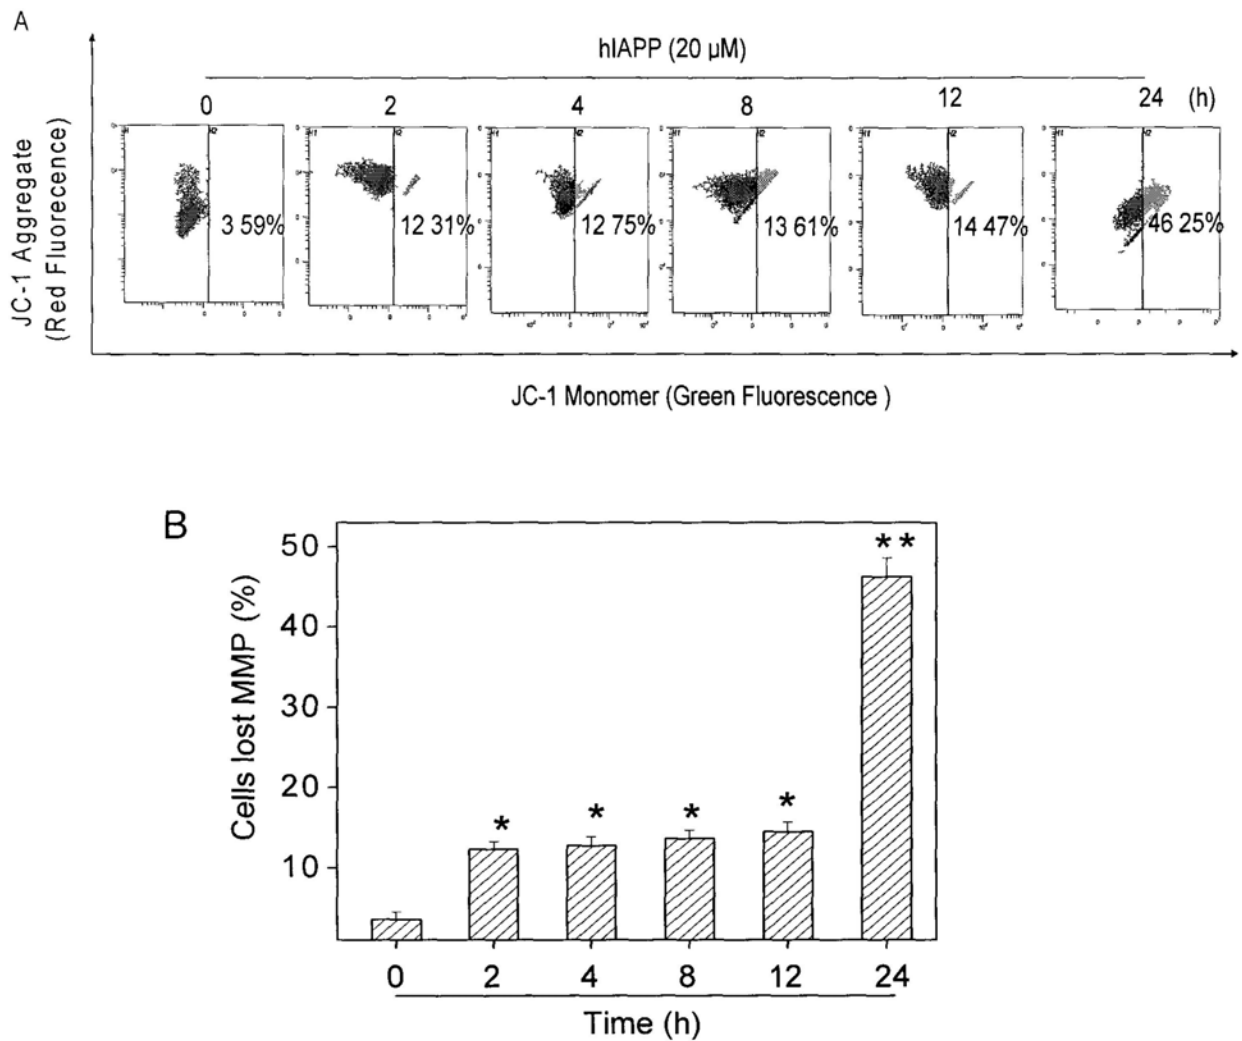 A
hIAPP (20 µM)
0 2 4 8 12 24 (h)
JC-1 Aggregate
(Red Fluorecence)
3 59% 12 31% 12 75% 13 61% 14 47% 46 25%
JC-1 Monomer (Green Fluorescence )
B
Cells lost MMP (%)
50
40
30
20
10
* * * * * *
0 2 4 8 12 24
Time (h)